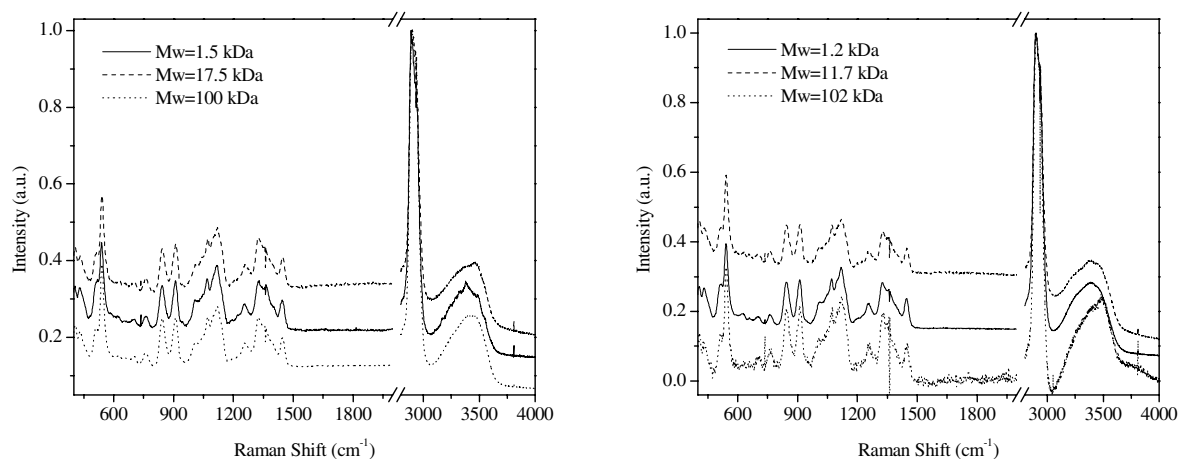 Mw=1.5 kDa
Mw=17.5 kDa
Mw=100 kDa
1.0
0.8
0.6
0.4
0.2
Intensity (a.u.)
600 900 1200 1500 1800 3000 3500 4000
Raman Shift (cm⁻¹)
Mw=1.2 kDa
Mw=11.7 kDa
Mw=102 kDa
1.0
0.8
0.6
0.4
0.2
0.0
Intensity (a.u.)
600 900 1200 1500 1800 3000 3500 4000
Raman Shift (cm⁻¹)